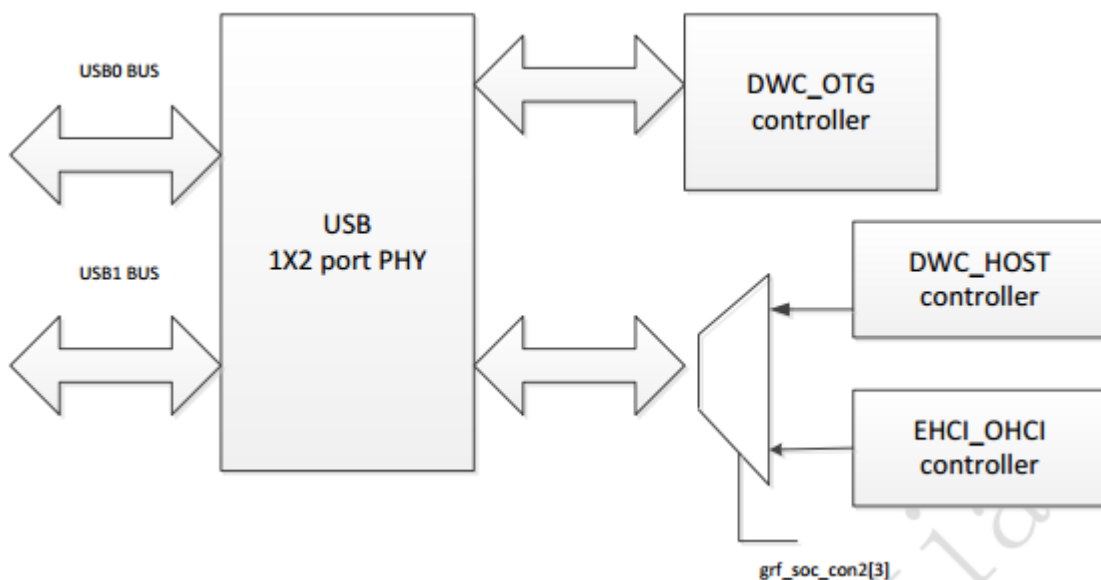 USB0 BUS
USB1 BUS
USB
1X2 port PHY
DWC_OTG
controller
DWC_HOST
controller
EHCI_OHCI
controller
grf_soc_con2[3]